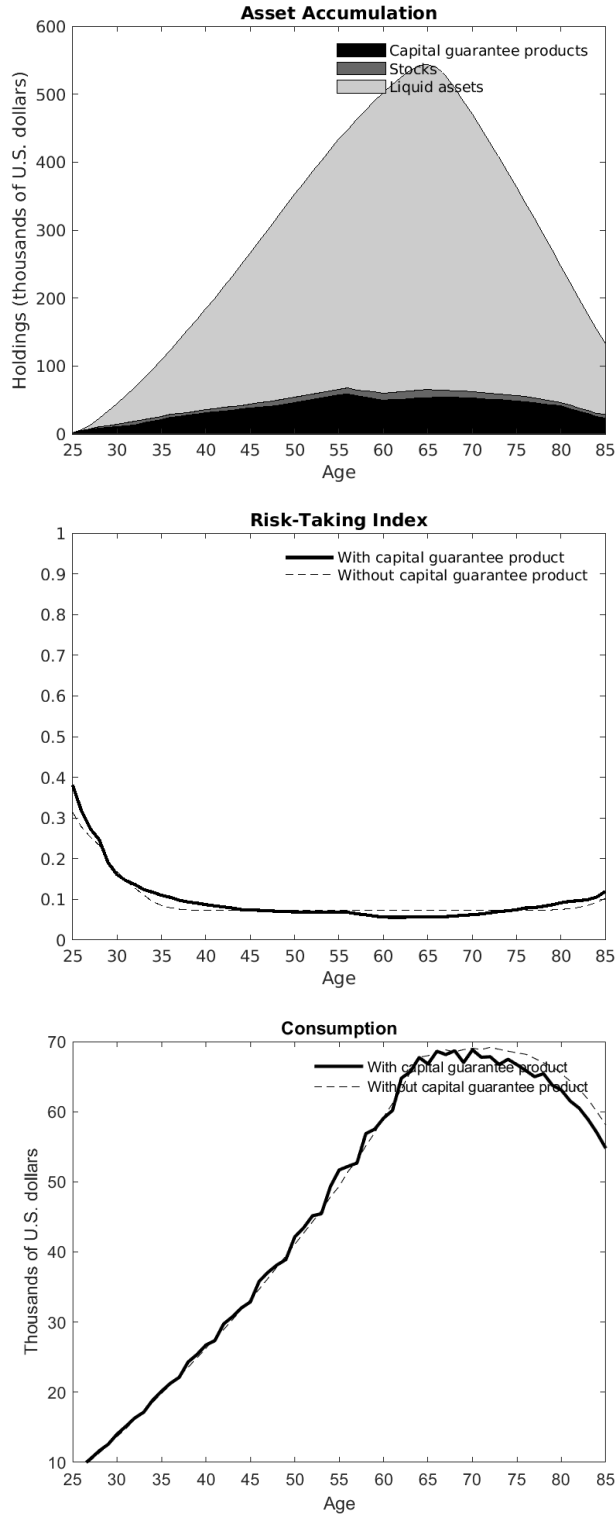 Asset Accumulation
Holdings (thousands of U.S. dollars)
600
500
400
300
200
100
0
Capital guarantee products
Stocks
Liquid assets
25 30 35 40 45 50 55 60 65 70 75 80 85
Age
Risk-Taking Index
1
0.9
0.8
0.7
0.6
0.5
0.4
0.3
0.2
0.1
0
With capital guarantee product
Without capital guarantee product
25 30 35 40 45 50 55 60 65 70 75 80 85
Age
Consumption
Thousands of U.S. dollars
70
60
50
40
30
20
10
With capital guarantee product
Without capital guarantee product
25 30 35 40 45 50 55 60 65 70 75 80 85
Age